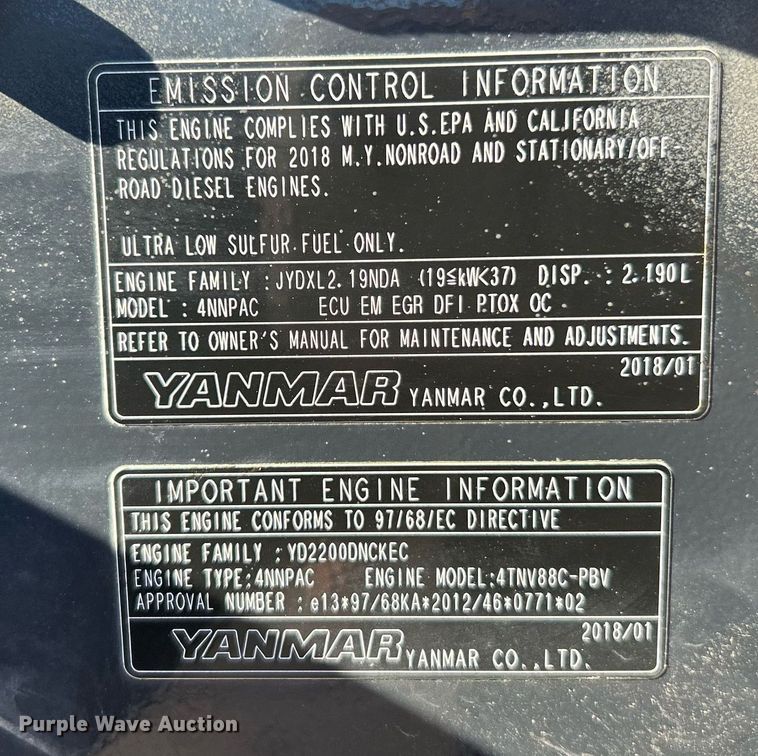 EMISSION CONTROL INFORMATION
THIS ENGINE COMPLIES WITH U.S.EPA AND CALIFORNIA
REGULATIONS FOR 2018 M.Y.NONROAD AND STATIONARY/OFF-
ROAD DIESEL ENGINES.
ULTRA LOW SULFUR FUEL ONLY.
ENGINE FAMILY : JYDXL2.19NDA (19≤kW<37) DISP. : 2.190L
MODEL : 4NNPAC ECU EM EGR DFI PTOX OC
REFER TO OWNER'S MANUAL FOR MAINTENANCE AND ADJUSTMENTS.
2018/01
YANMAR YANMAR CO.,LTD.
IMPORTANT ENGINE INFORMATION
THIS ENGINE CONFORMS TO 97/68/EC DIRECTIVE
ENGINE FAMILY : YD2200DNCKEC
ENGINE TYPE:4NNPAC ENGINE MODEL:4TNV88C-PBV
APPROVAL NUMBER : e13*97/68KA*2012/46*0771*02
2018/01
YANMAR YANMAR CO.,LTD.
Purple Wave Auction